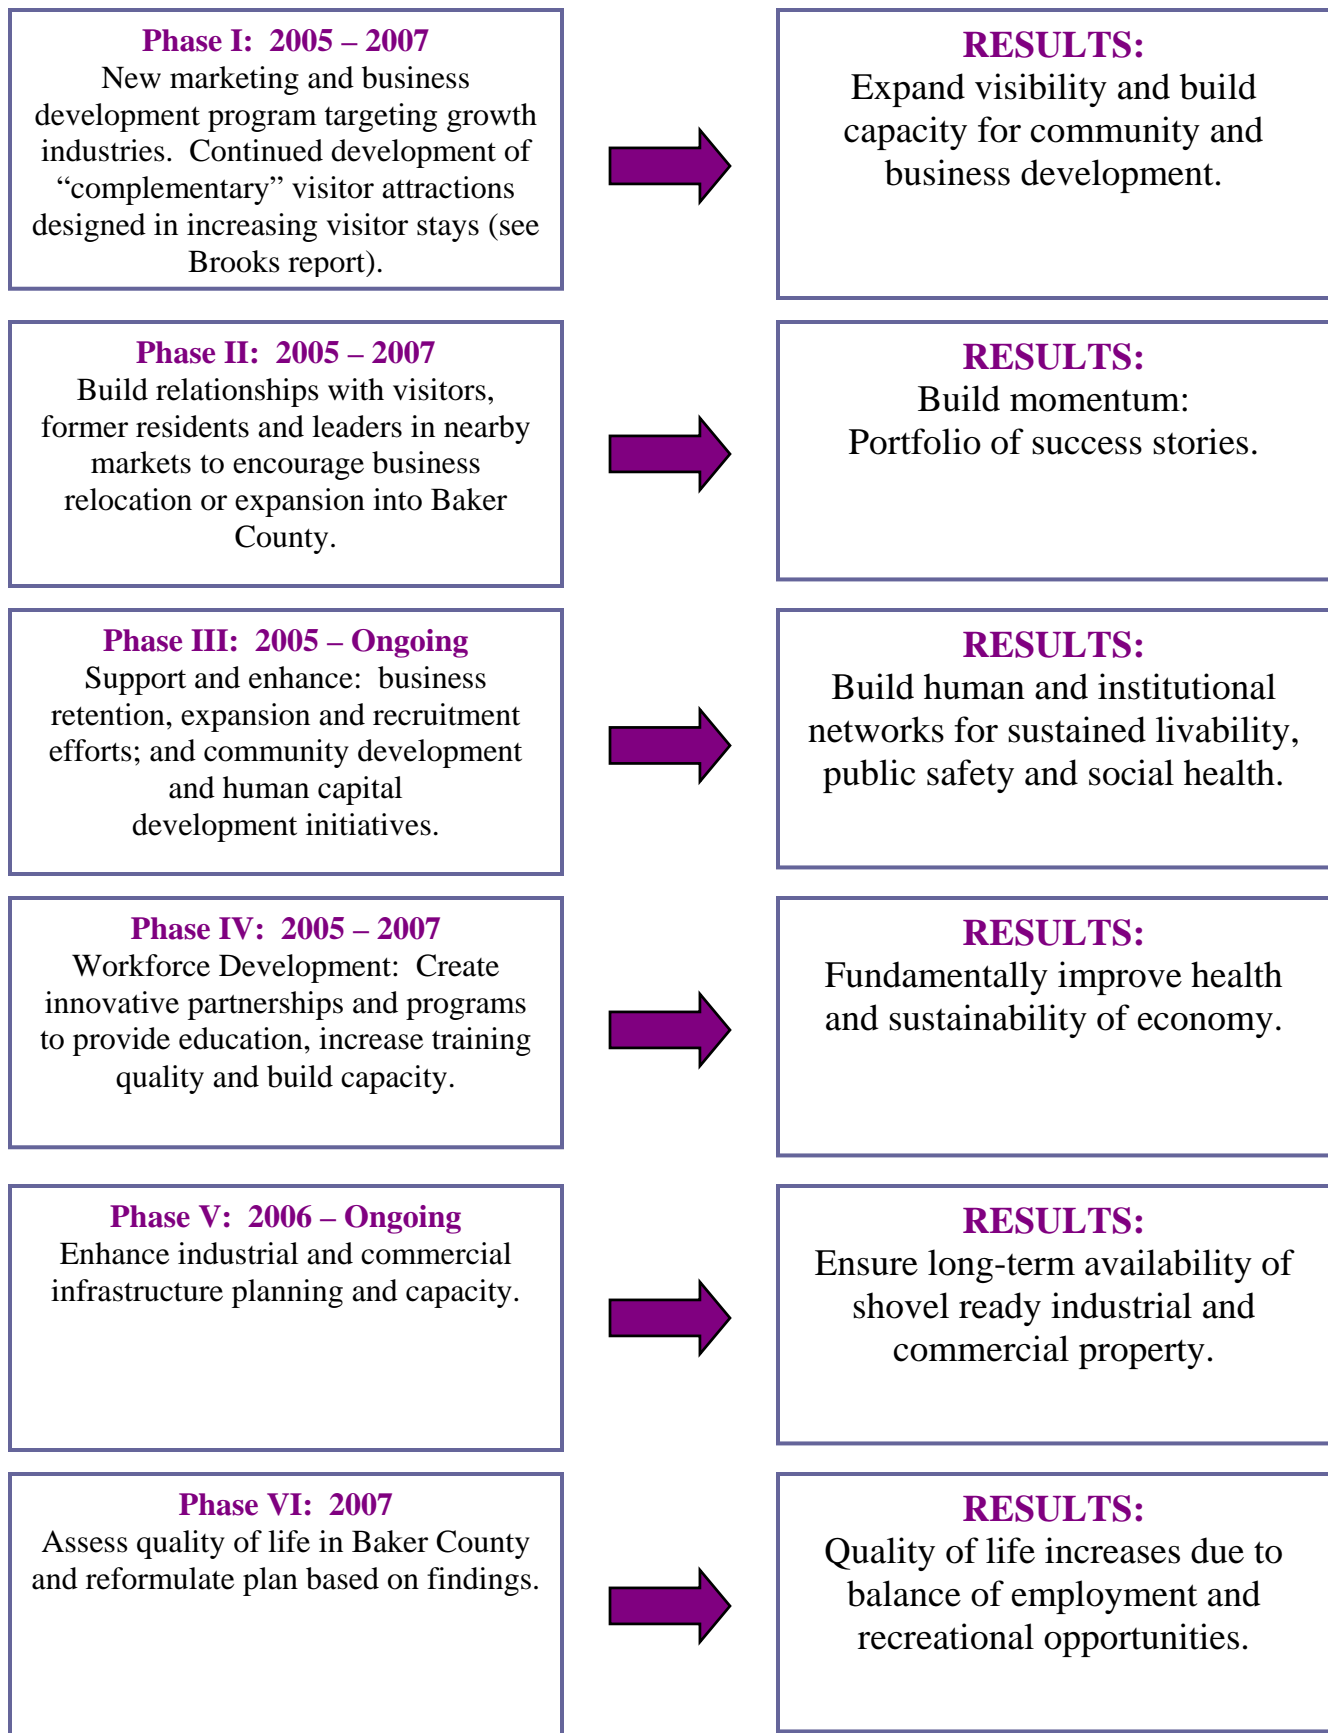 Phase I:  2005 – 2007
New marketing and business
development program targeting growth
industries.  Continued development of
“complementary” visitor attractions
designed in increasing visitor stays (see
Brooks report).
RESULTS:
Expand visibility and build
capacity for community and
business development.
Phase II:  2005 – 2007
Build relationships with visitors,
former residents and leaders in nearby
markets to encourage business
relocation or expansion into Baker
County.
RESULTS:
Build momentum:
Portfolio of success stories.
Phase III:  2005 – Ongoing
Support and enhance:  business
retention, expansion and recruitment
efforts; and community development
and human capital
development initiatives.
RESULTS:
Build human and institutional
networks for sustained livability,
public safety and social health.
Phase IV:  2005 – 2007
Workforce Development:  Create
innovative partnerships and programs
to provide education, increase training
quality and build capacity.
RESULTS:
Fundamentally improve health
and sustainability of economy.
Phase V:  2006 – Ongoing
Enhance industrial and commercial
infrastructure planning and capacity.
RESULTS:
Ensure long-term availability of
shovel ready industrial and
commercial property.
Phase VI:  2007
Assess quality of life in Baker County
and reformulate plan based on findings.
RESULTS:
Quality of life increases due to
balance of employment and
recreational opportunities.